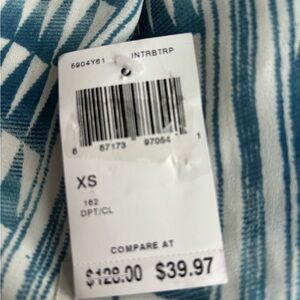 5904Y61 INTRBTRP
6 87173 97054 1
XS
162
DPT/CL
COMPARE AT
$128.00 $39.97